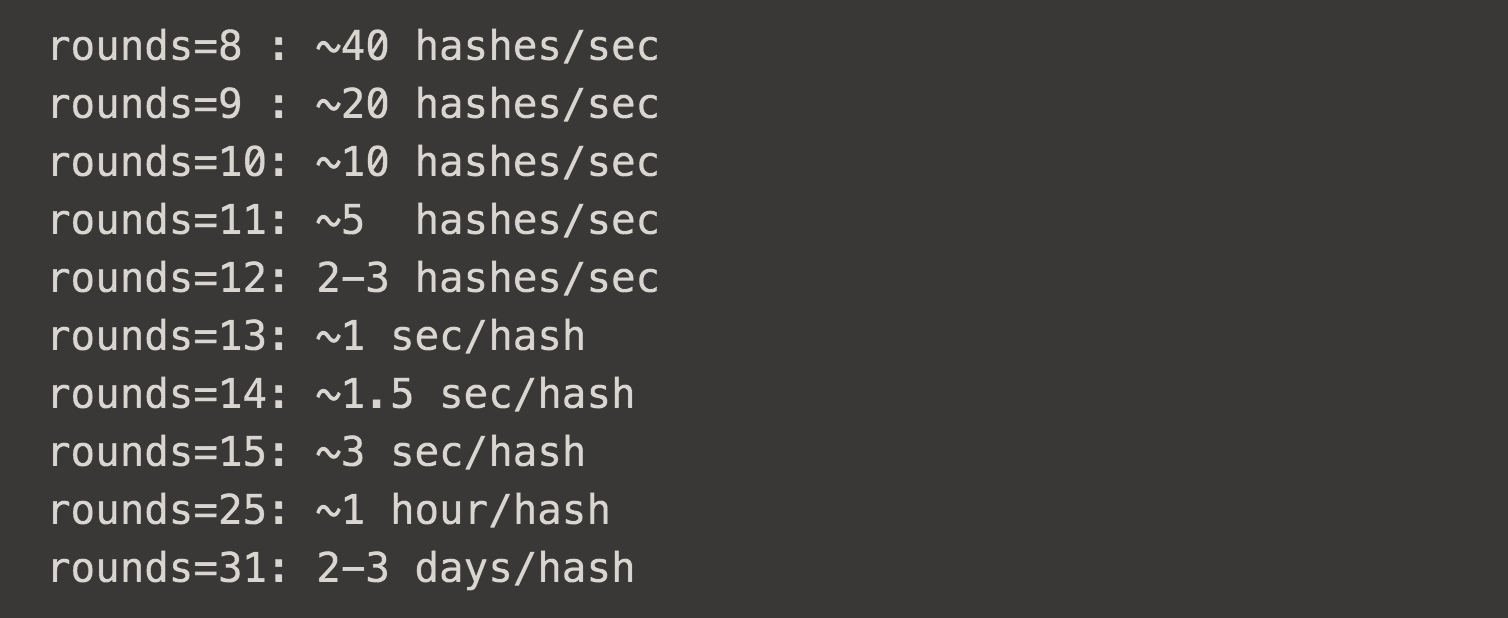 rounds=8 : ~40 hashes/sec
rounds=9 : ~20 hashes/sec
rounds=10: ~10 hashes/sec
rounds=11: ~5  hashes/sec
rounds=12: 2-3 hashes/sec
rounds=13: ~1 sec/hash
rounds=14: ~1.5 sec/hash
rounds=15: ~3 sec/hash
rounds=25: ~1 hour/hash
rounds=31: 2-3 days/hash